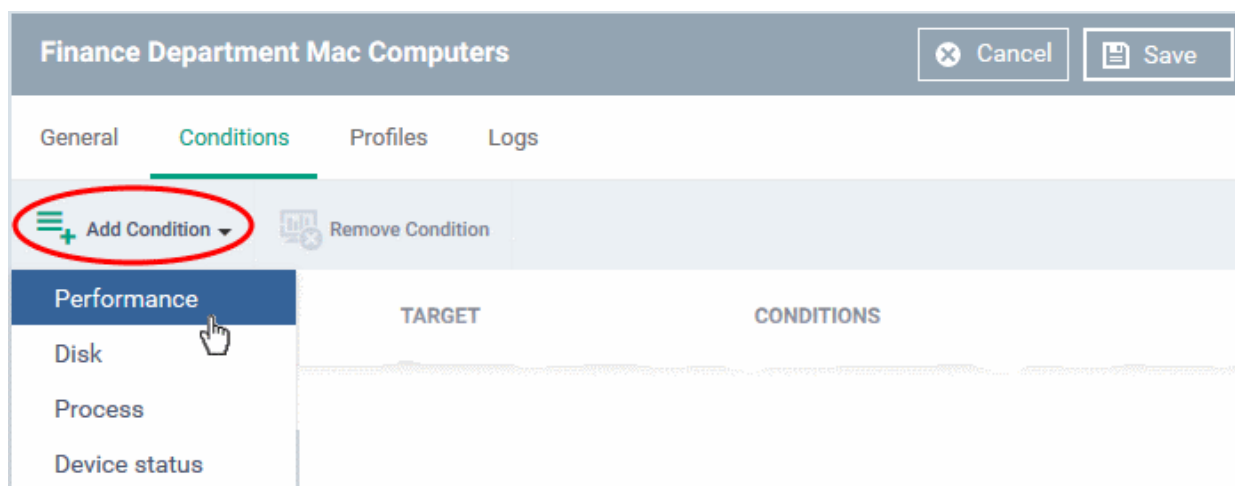 Finance Department Mac Computers
Cancel
Save
General Conditions Profiles Logs
Add Condition Remove Condition
Performance
TARGET CONDITIONS
Disk
Process
Device status